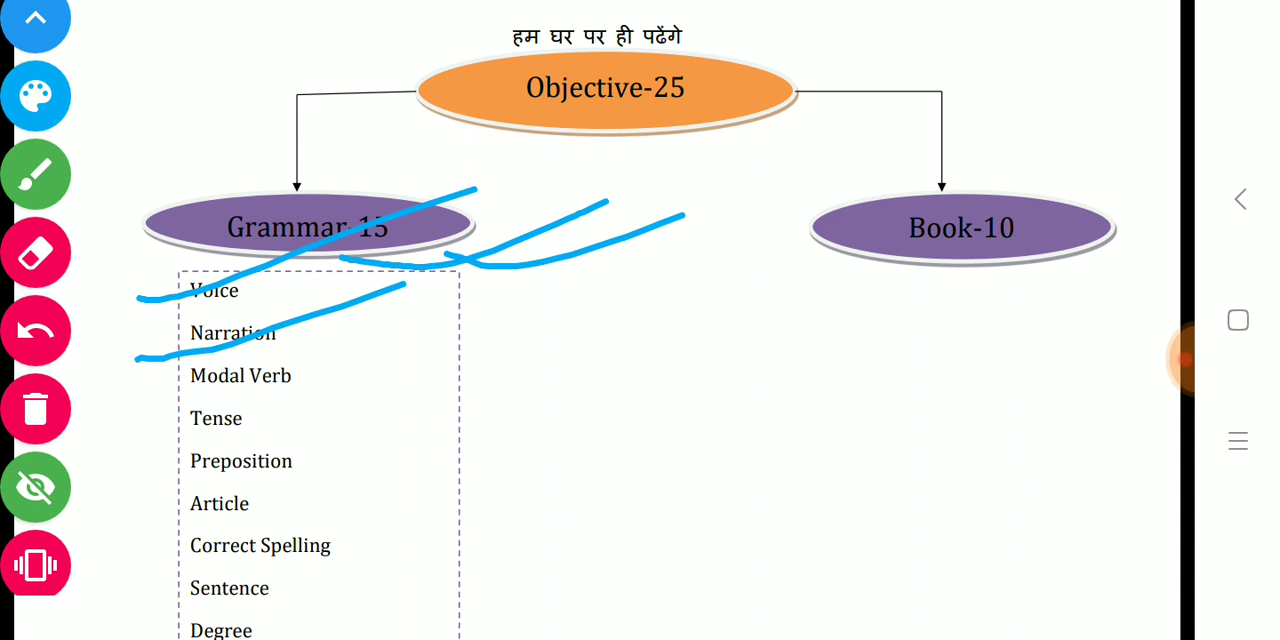 हम घर पर ही पढेंगे
Objective-25
Grammar-15
Book-10
Voice
Narration
Modal Verb
Tense
Preposition
Article
Correct Spelling
Sentence
Degree